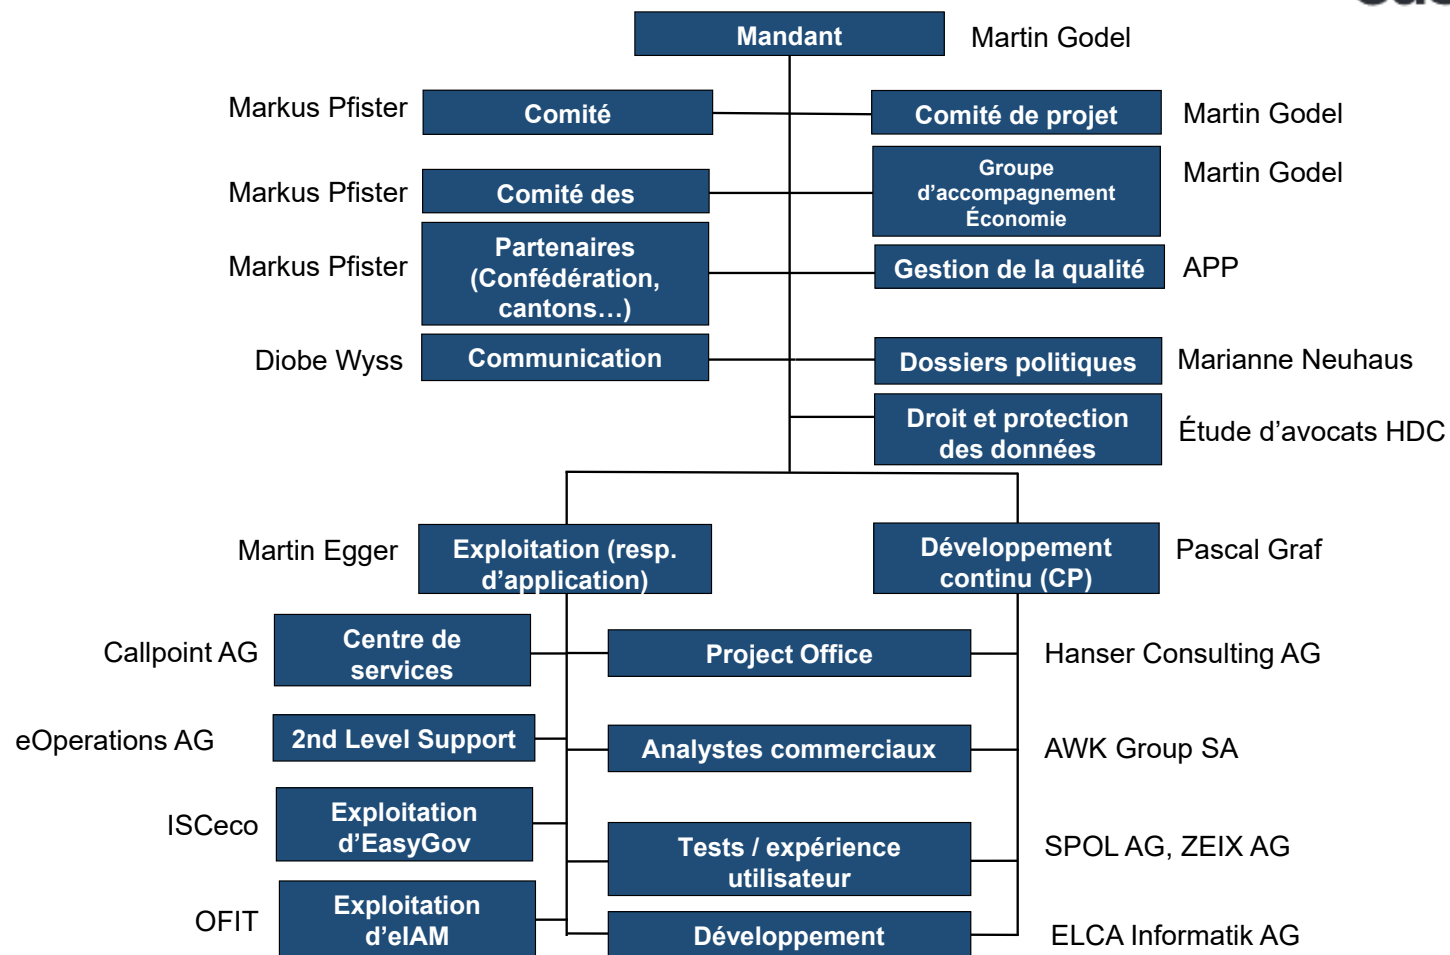 Mandant
Martin Godel
Markus Pfister
Comité
Comité de projet
Martin Godel
Markus Pfister
Comité des
Groupe
d’accompagnement
Économie
Martin Godel
Markus Pfister
Partenaires
(Confédération,
cantons…)
Gestion de la qualité
APP
Diobe Wyss
Communication
Dossiers politiques
Marianne Neuhaus
Droit et protection
des données
Étude d’avocats HDC
Martin Egger
Exploitation (resp.
d’application)
Développement
continu (CP)
Pascal Graf
Callpoint AG
Centre de
services
Project Office
Hanser Consulting AG
eOperations AG
2nd Level Support
Analystes commerciaux
AWK Group SA
ISCeco
Exploitation
d’EasyGov
Tests / expérience
utilisateur
SPOL AG, ZEIX AG
OFIT
Exploitation
d’eIAM
Développement
ELCA Informatik AG